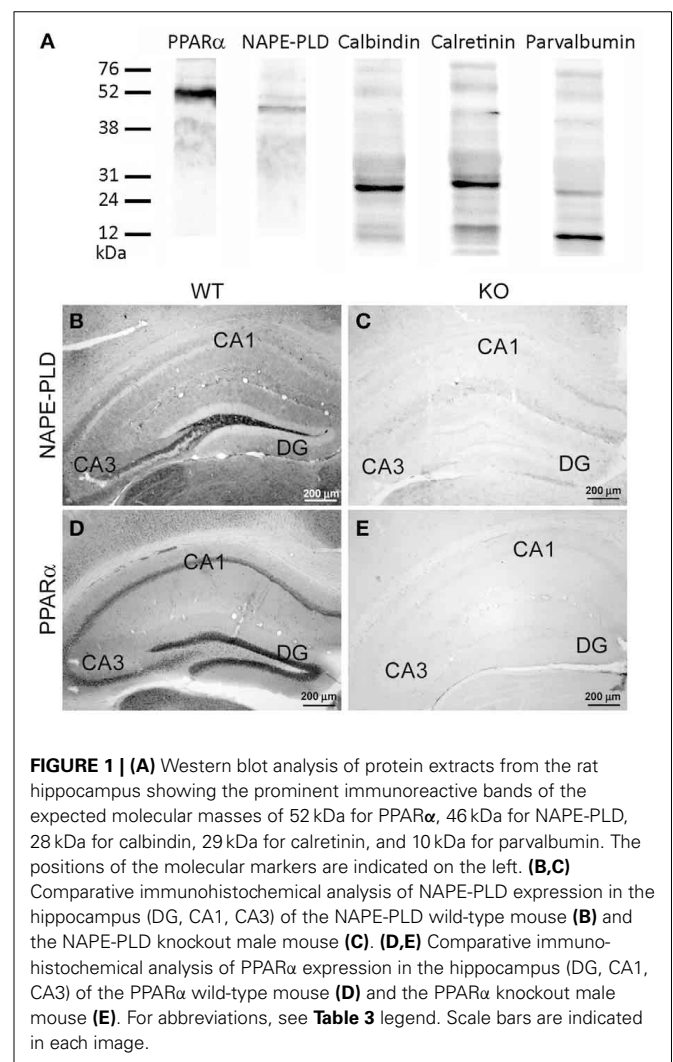 A
PPARα NAPE-PLD Calbindin Calretinin Parvalbumin
76
52
38
31
24
12
kDa
WT KO
NAPE-PLD
B
CA1
CA3
DG
200 µm
C
CA1
CA3
DG
200 µm
PPARα
D
CA1
CA3
DG
200 µm
E
CA1
CA3
DG
200 µm
FIGURE 1 | (A) Western blot analysis of protein extracts from the rat
hippocampus showing the prominent immunoreactive bands of the
expected molecular masses of 52 kDa for PPARα, 46 kDa for NAPE-PLD,
28 kDa for calbindin, 29 kDa for calretinin, and 10 kDa for parvalbumin. The
positions of the molecular markers are indicated on the left. (B,C)
Comparative immunohistochemical analysis of NAPE-PLD expression in the
hippocampus (DG, CA1, CA3) of the NAPE-PLD wild-type mouse (B) and
the NAPE-PLD knockout male mouse (C). (D,E) Comparative immuno-
histochemical analysis of PPARα expression in the hippocampus (DG, CA1,
CA3) of the PPARα wild-type mouse (D) and the PPARα knockout male
mouse (E). For abbreviations, see Table 3 legend. Scale bars are indicated
in each image.